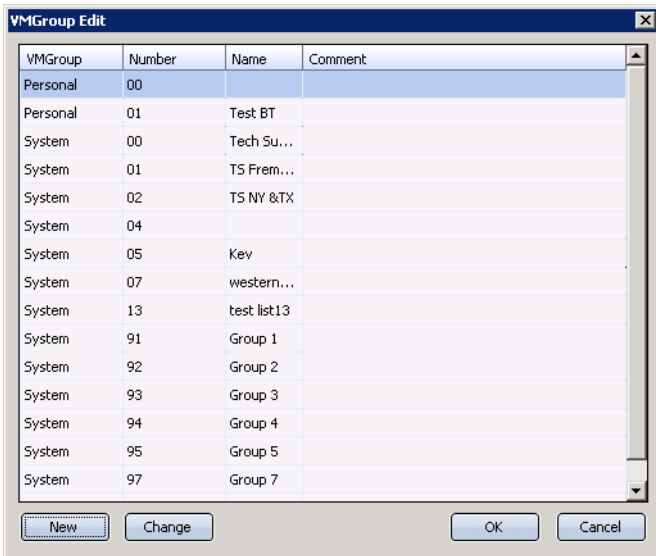 VMGroup Edit
VMGroup Number Name Comment
Personal 00
Personal 01 Test BT
System 00 Tech Su...
System 01 TS Frem...
System 02 TS NY &TX
System 04
System 05 Kev
System 07 western...
System 13 test list13
System 91 Group 1
System 92 Group 2
System 93 Group 3
System 94 Group 4
System 95 Group 5
System 97 Group 7
New Change OK Cancel